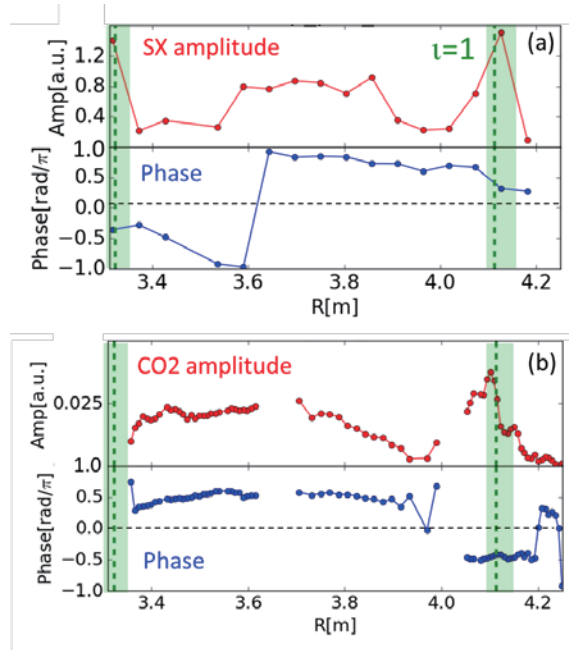 (a)
SX amplitude
ι=1
Amp[a.u.]
1.2
0.8
0.4
Phase
Phase[rad/π]
1.0
0.5
0.0
−0.5
−1.0
3.4 3.6 3.8 4.0 4.2
R[m]
(b)
CO2 amplitude
Amp[a.u.]
0.025
1.0
Phase[rad/π]
0.5
0.0
−0.5
−1.0
Phase
3.4 3.6 3.8 4.0 4.2
R[m]